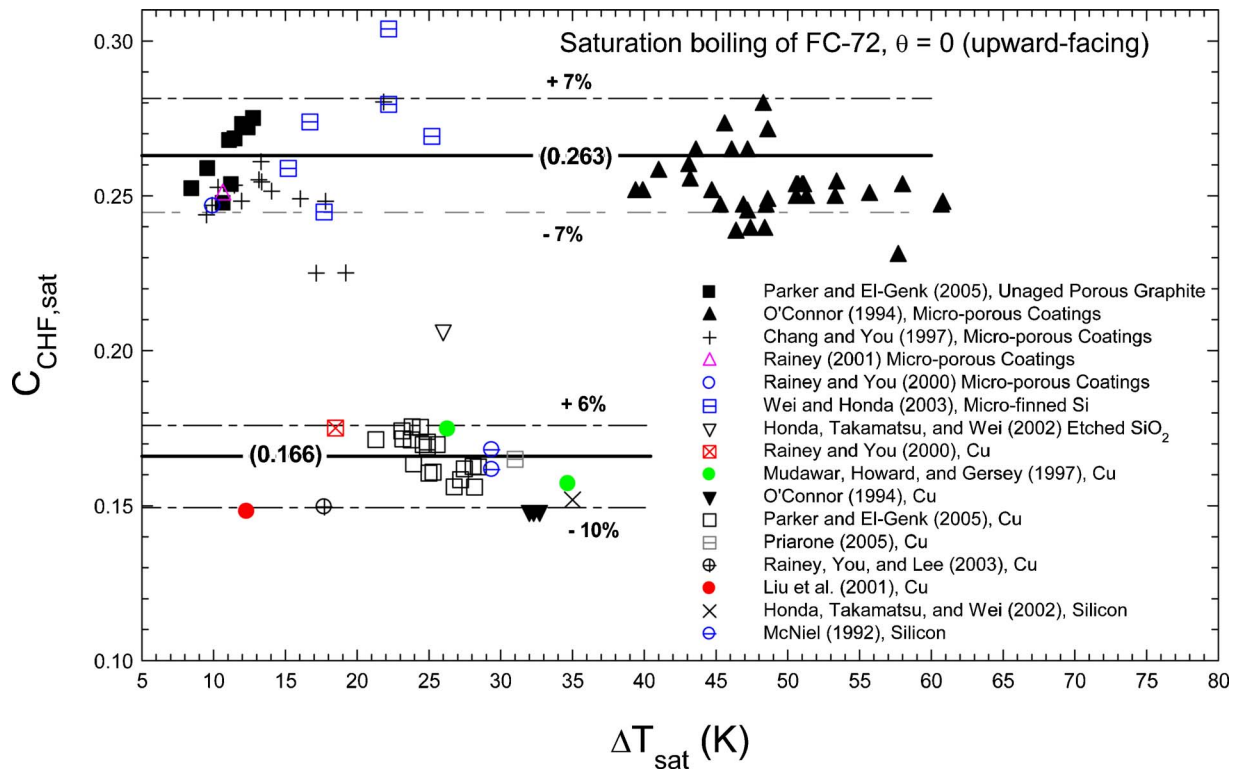 Saturation boiling of FC-72, θ = 0 (upward-facing)
0.30
+ 7%
(0.263)
0.25
- 7%
C_CHF,sat
0.20
+ 6%
(0.166)
0.15
- 10%
0.10
Parker and El-Genk (2005), Unaged Porous Graphite
O'Connor (1994), Micro-porous Coatings
Chang and You (1997), Micro-porous Coatings
Rainey (2001) Micro-porous Coatings
Rainey and You (2000) Micro-porous Coatings
Wei and Honda (2003), Micro-finned Si
Honda, Takamatsu, and Wei (2002) Etched SiO₂
Rainey and You (2000), Cu
Mudawar, Howard, and Gersey (1997), Cu
O'Connor (1994), Cu
Parker and El-Genk (2005), Cu
Priarone (2005), Cu
Rainey, You, and Lee (2003), Cu
Liu et al. (2001), Cu
Honda, Takamatsu, and Wei (2002), Silicon
McNiel (1992), Silicon
5 10 15 20 25 30 35 40 45 50 55 60 65 70 75 80
ΔT_sat (K)